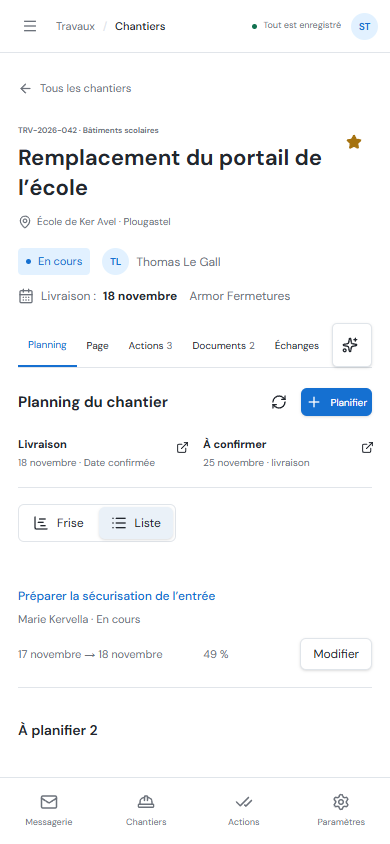 Travaux / Chantiers
Tout est enregistré
ST
Tous les chantiers
TRV-2026-042 · Bâtiments scolaires
Remplacement du portail de
l’école
École de Ker Avel · Plougastel
En cours
TL
Thomas Le Gall
Livraison : 18 novembre Armor Fermetures
Planning
Page
Actions 3
Documents 2
Échanges
Planning du chantier
Planifier
Livraison
18 novembre · Date confirmée
À confirmer
25 novembre · livraison
Frise
Liste
Préparer la sécurisation de l’entrée
Marie Kervella · En cours
17 novembre → 18 novembre
49 %
Modifier
À planifier 2
Messagerie
Chantiers
Actions
Paramètres